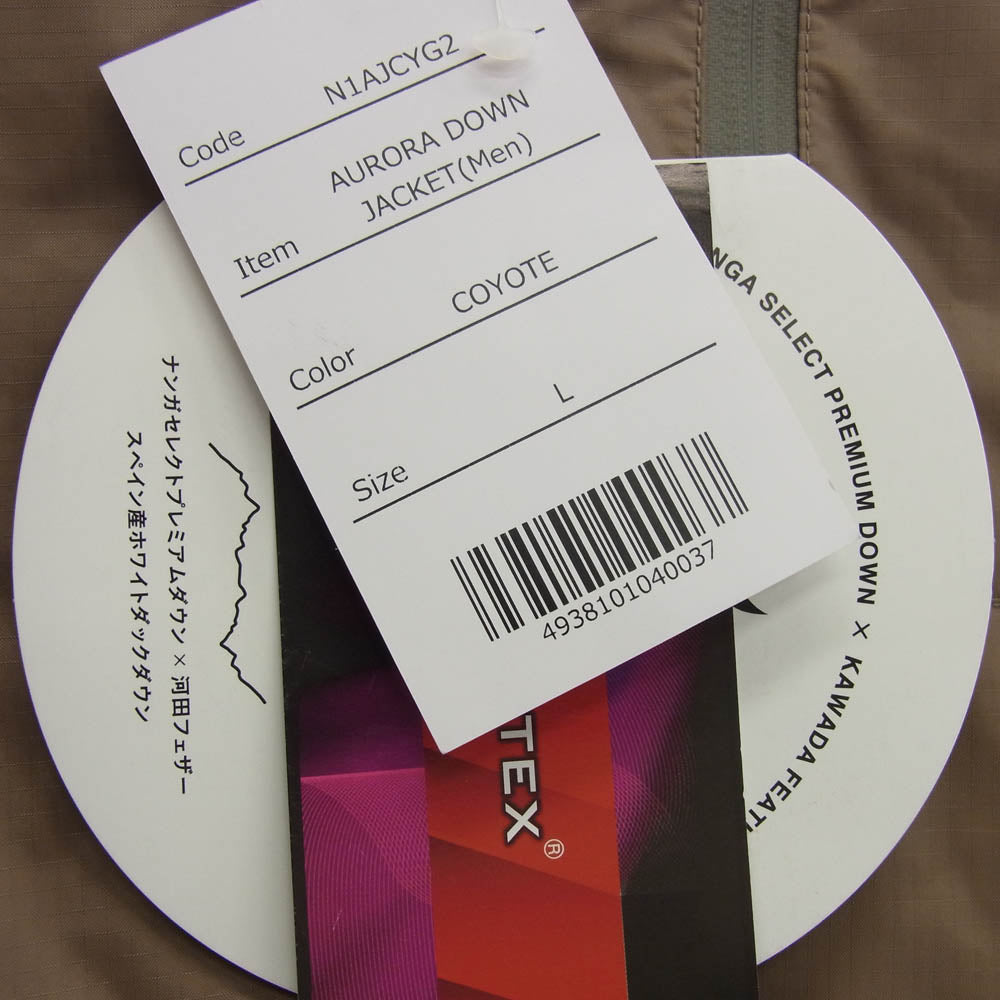 Code N1AJCYG2
Item AURORA DOWN
JACKET(Men)
Color COYOTE
Size L
4938101040037
NGA SELECT PREMIUM DOWN × KAWADA FEAT
ナンガセレクトプレミアムダウン × 河田フェザー
スペイン産ホワイトダックダウン
TEX®